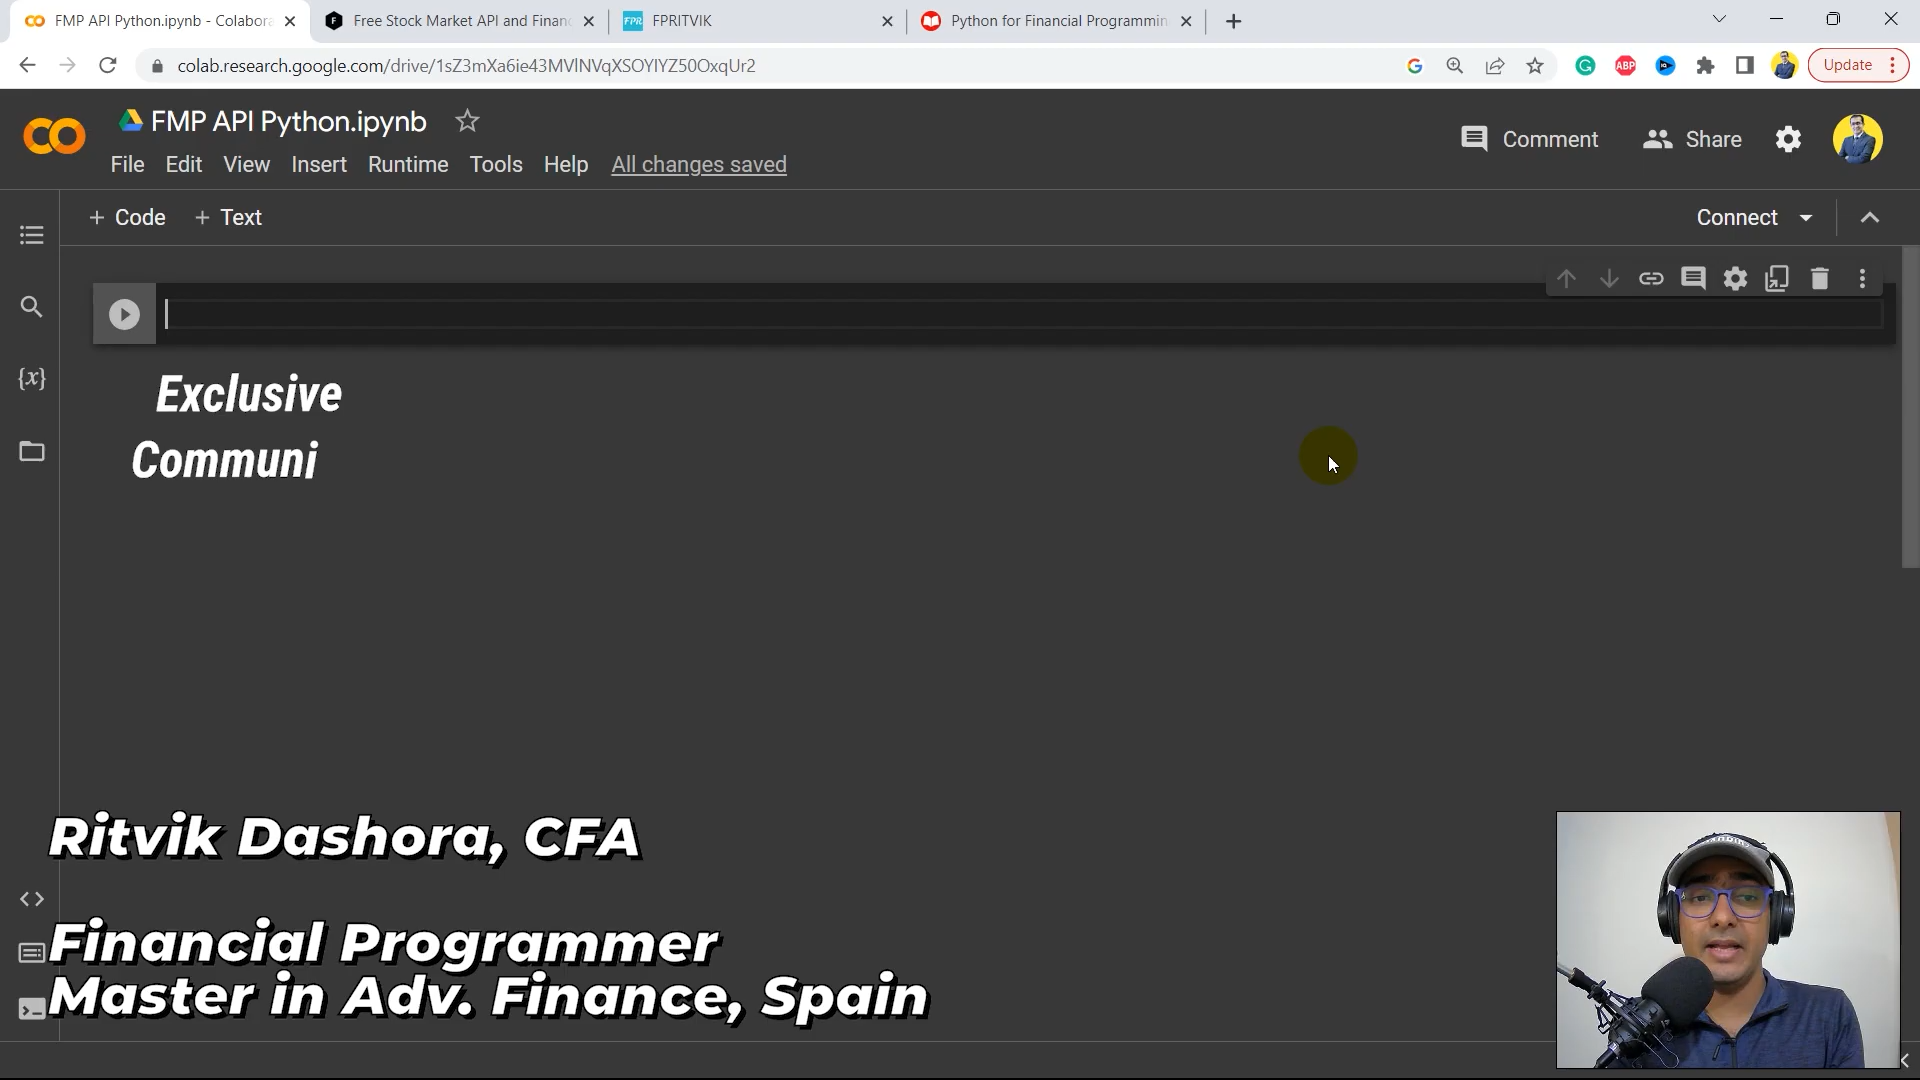 FMP API Python.ipynb - Colabora
Free Stock Market API and Financ
FPR
FPRITVIK
Python for Financial Programmin
colab.research.google.com/drive/1sZ3mXa6ie43MVlNVqXSOYIYZ50OxqUr2
ABP
Update
FMP API Python.ipynb
Comment
Share
File Edit View Insert Runtime Tools Help All changes saved
+ Code + Text
Connect
{x}
Exclusive
Communi
Ritvik Dashora, CFA
Financial Programmer
Master in Adv. Finance, Spain